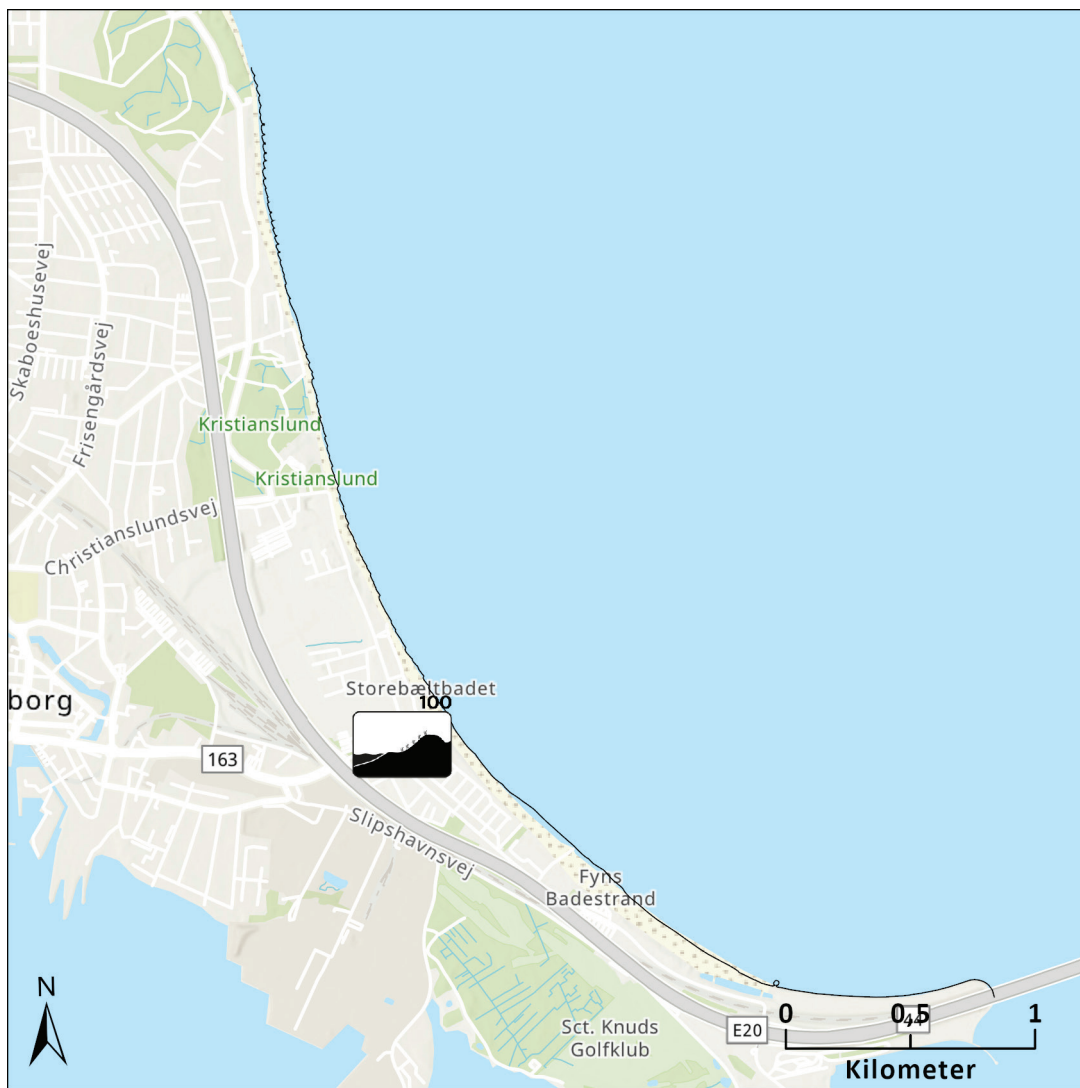 Skaboeshusevej
Frisengårdsvej
Kristianslund
Kristianslund
Christianslundsvej
Storebæltbadet
100
borg
163
Slipshavnsvej
Fyns
Badestrand
N
0
0,5
1
44
E20
Sct. Knuds
Golfklub
Kilometer